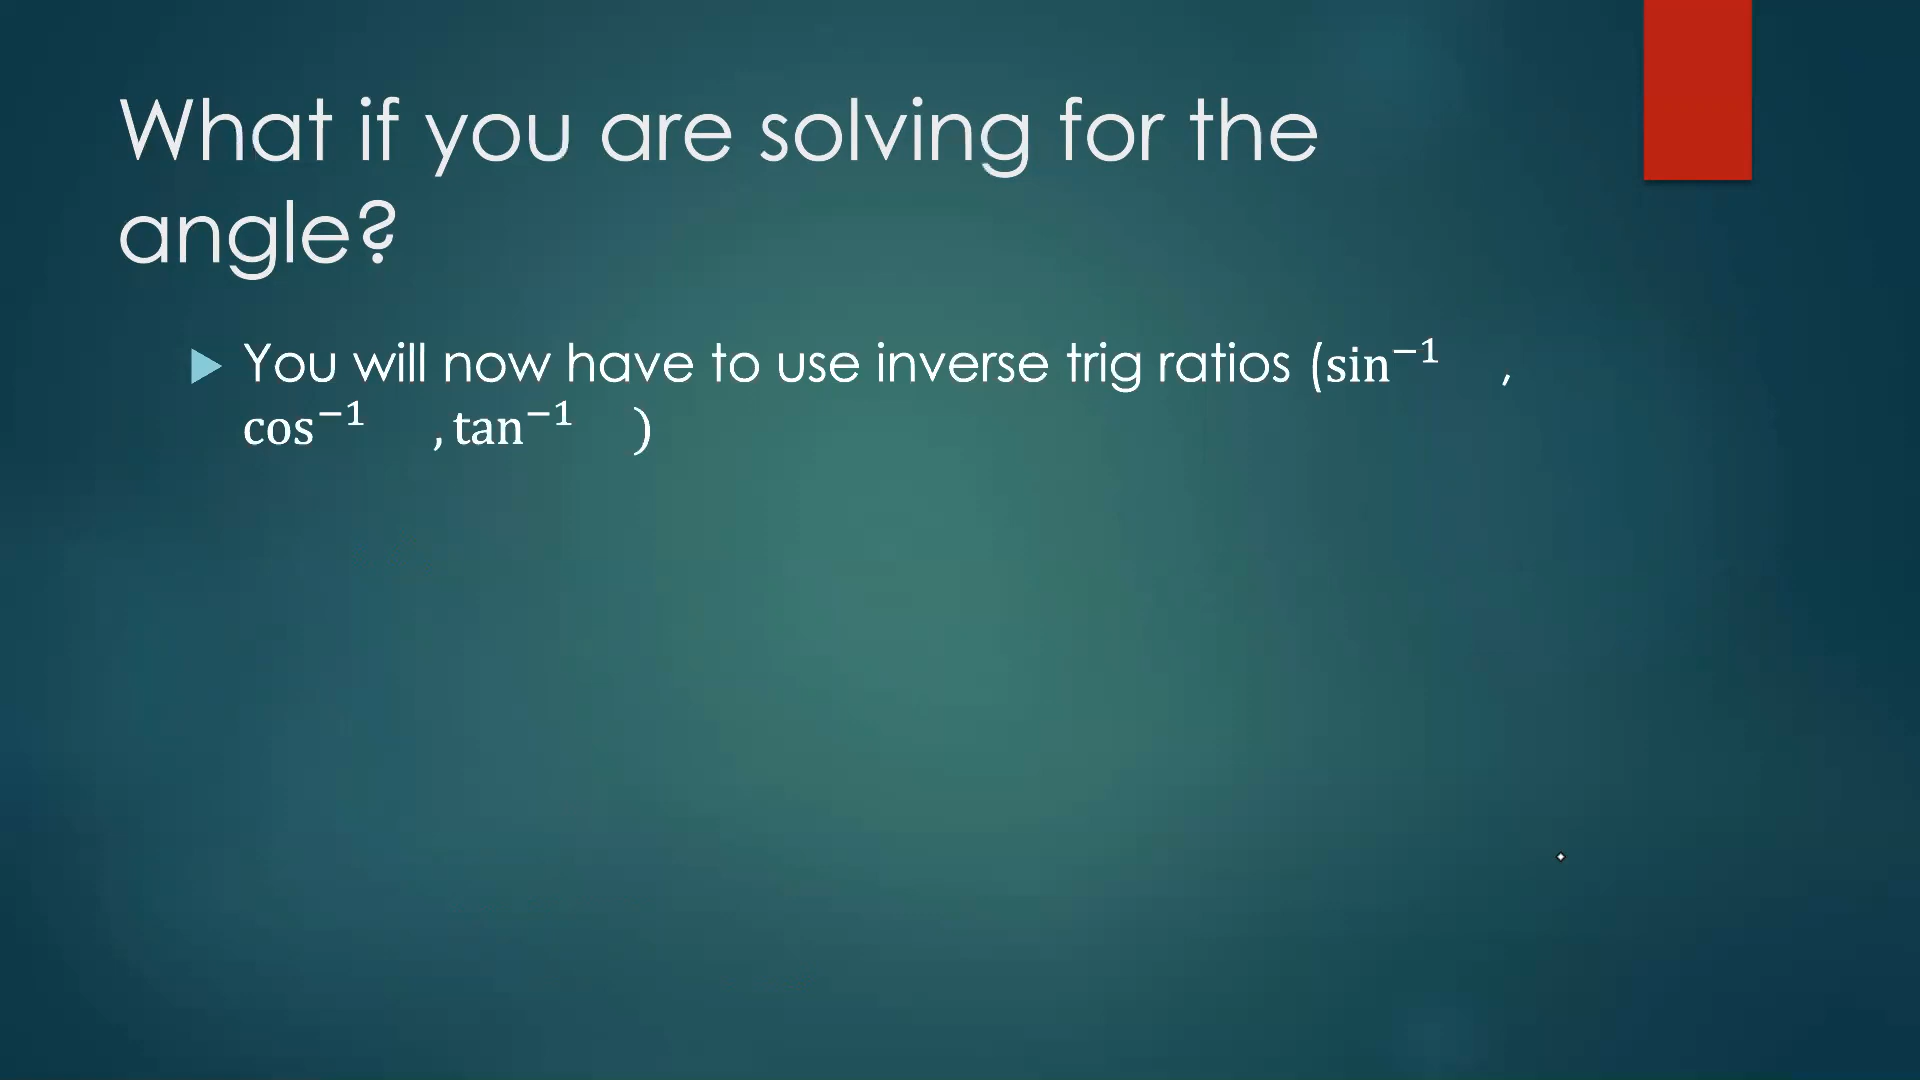 What if you are solving for the
angle?
You will now have to use inverse trig ratios (sin⁻¹ ,
cos⁻¹ , tan⁻¹ )